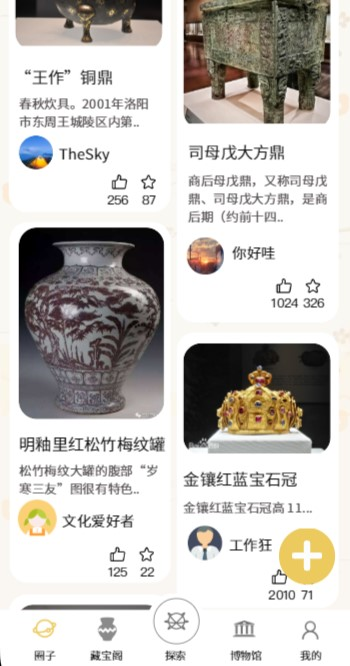 “王作”铜鼎
春秋炊具。2001年洛阳
市东周王城陵区内第..
TheSky
256 87
司母戊大方鼎
商后母戊鼎，又称司母戊
鼎、司母戊大方鼎，是商
后期（约前十四..
你好哇
1024 326
明釉里红松竹梅纹罐
松竹梅纹大罐的腹部“岁
寒三友”图很有特色..
文化爱好者
125 22
金镶红蓝宝石冠
金镶红蓝宝石冠高 11...
工作狂
2010 71
圈子 藏宝阁 探索 博物馆 我的